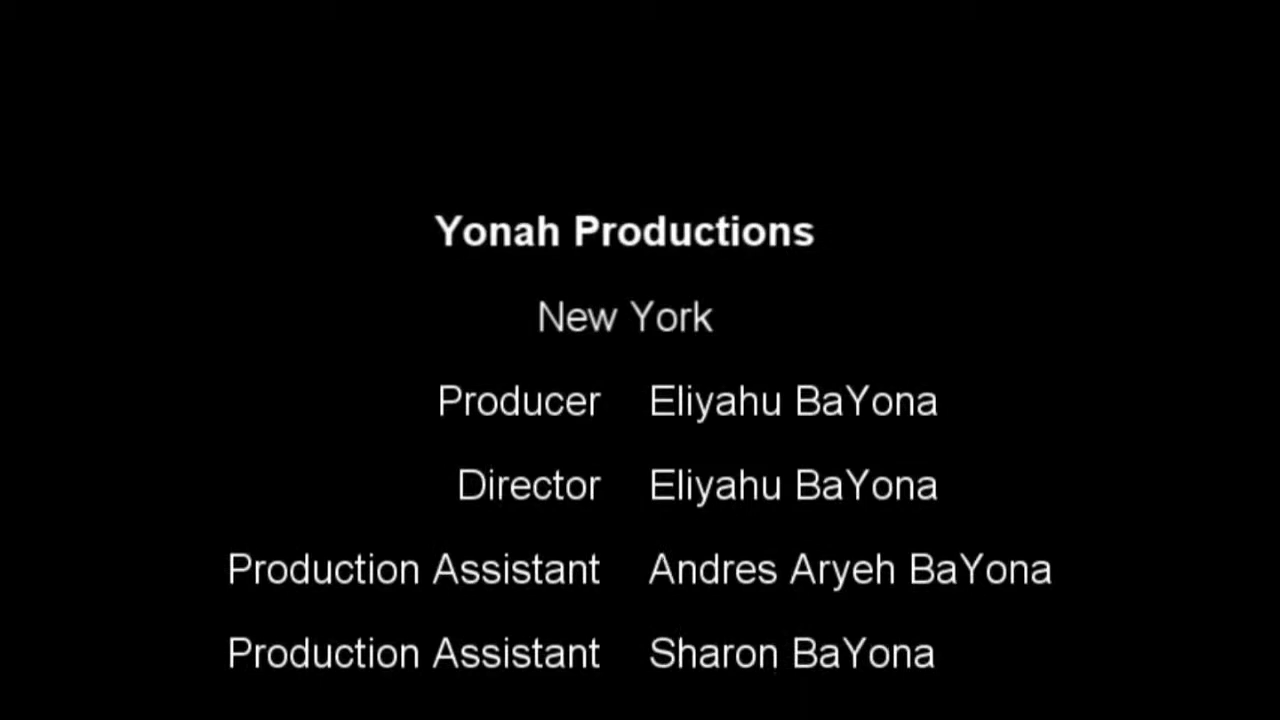 Yonah Productions
New York
Producer Eliyahu BaYona
Director Eliyahu BaYona
Production Assistant Andres Aryeh BaYona
Production Assistant Sharon BaYona